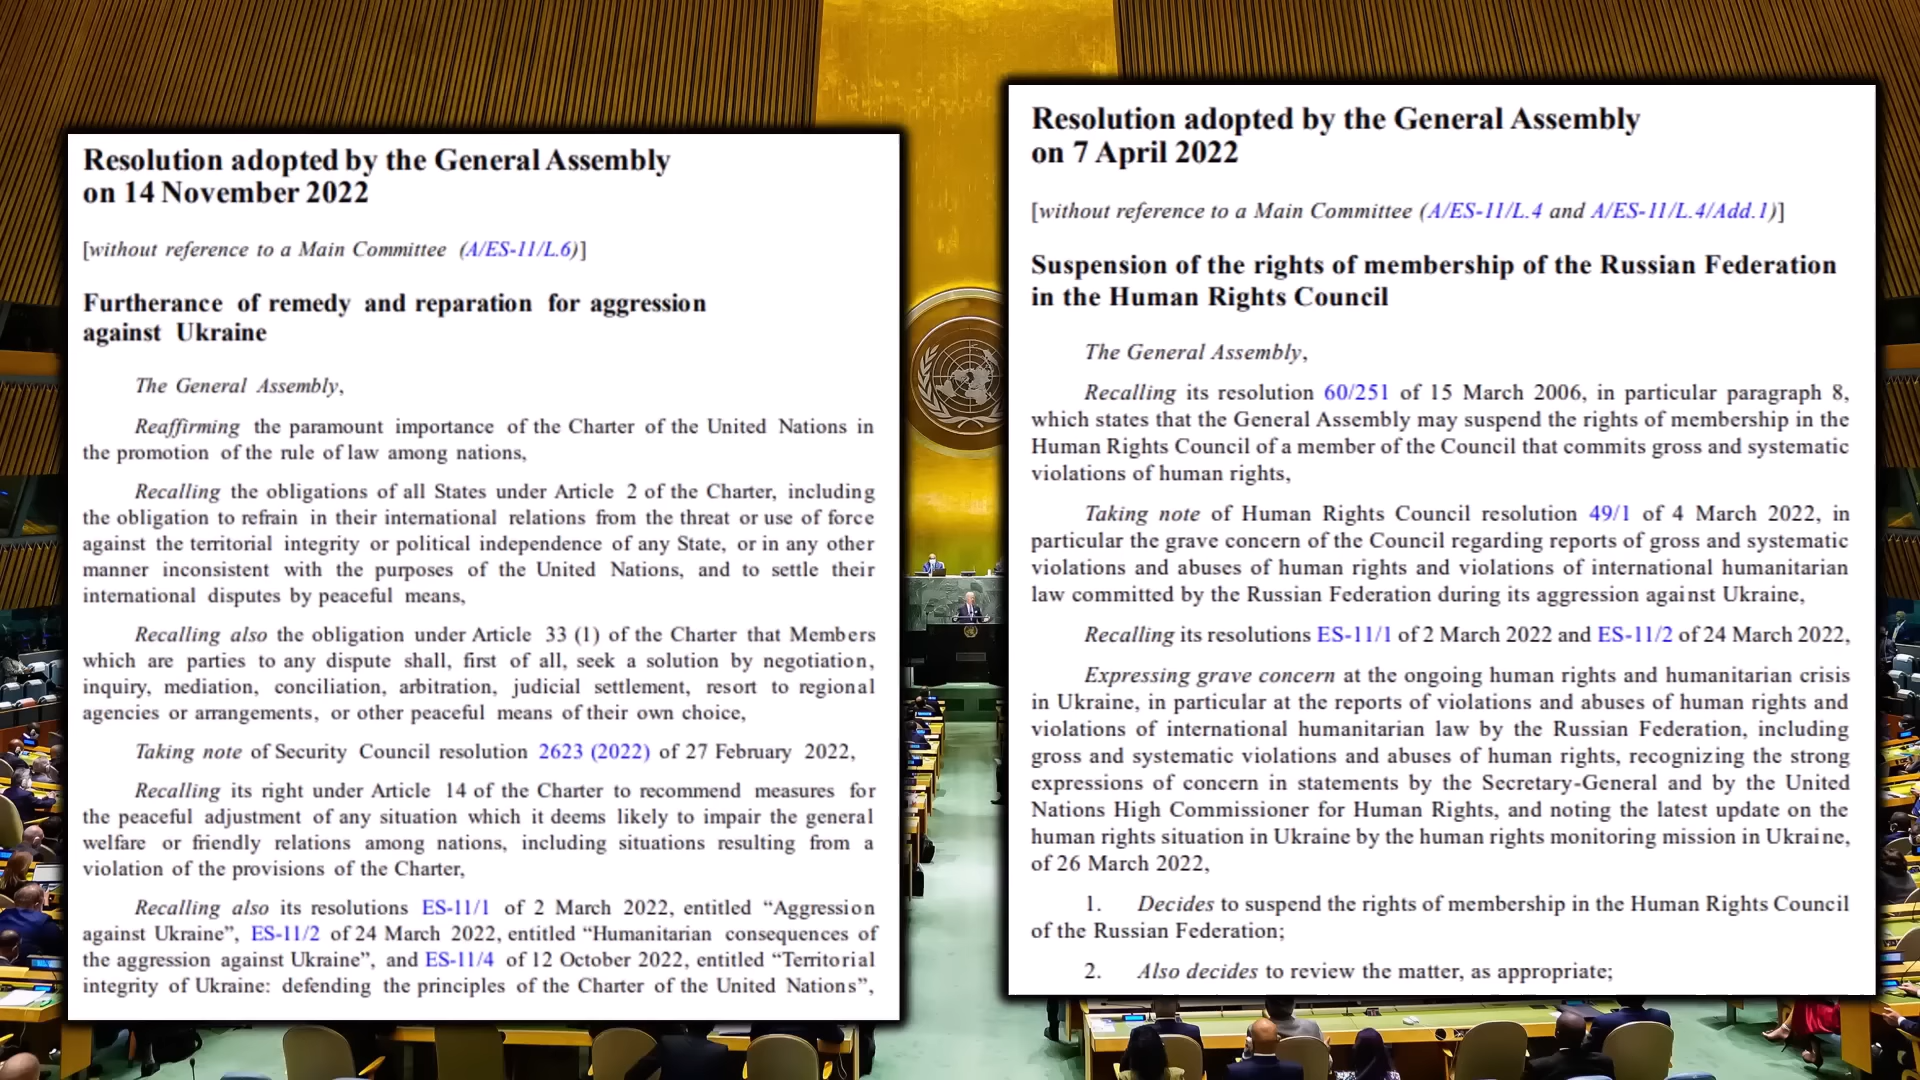 Resolution adopted by the General Assembly
on 14 November 2022
[without reference to a Main Committee (A/ES-11/L.6)]
Furtherance of remedy and reparation for aggression
against Ukraine
The General Assembly,
Reaffirming the paramount importance of the Charter of the United Nations in
the promotion of the rule of law among nations,
Recalling the obligations of all States under Article 2 of the Charter, including
the obligation to refrain in their international relations from the threat or use of force
against the territorial integrity or political independence of any State, or in any other
manner inconsistent with the purposes of the United Nations, and to settle their
international disputes by peaceful means,
Recalling also the obligation under Article 33 (1) of the Charter that Members
which are parties to any dispute shall, first of all, seek a solution by negotiation,
inquiry, mediation, conciliation, arbitration, judicial settlement, resort to regional
agencies or arrangements, or other peaceful means of their own choice,
Taking note of Security Council resolution 2623 (2022) of 27 February 2022,
Recalling its right under Article 14 of the Charter to recommend measures for
the peaceful adjustment of any situation which it deems likely to impair the general
welfare or friendly relations among nations, including situations resulting from a
violation of the provisions of the Charter,
Recalling also its resolutions ES-11/1 of 2 March 2022, entitled “Aggression
against Ukraine”, ES-11/2 of 24 March 2022, entitled “Humanitarian consequences of
the aggression against Ukraine”, and ES-11/4 of 12 October 2022, entitled “Territorial
integrity of Ukraine: defending the principles of the Charter of the United Nations”,
Resolution adopted by the General Assembly
on 7 April 2022
[without reference to a Main Committee (A/ES-11/L.4 and A/ES-11/L.4/Add.1)]
Suspension of the rights of membership of the Russian Federation
in the Human Rights Council
The General Assembly,
Recalling its resolution 60/251 of 15 March 2006, in particular paragraph 8,
which states that the General Assembly may suspend the rights of membership in the
Human Rights Council of a member of the Council that commits gross and systematic
violations of human rights,
Taking note of Human Rights Council resolution 49/1 of 4 March 2022, in
particular the grave concern of the Council regarding reports of gross and systematic
violations and abuses of human rights and violations of international humanitarian
law committed by the Russian Federation during its aggression against Ukraine,
Recalling its resolutions ES-11/1 of 2 March 2022 and ES-11/2 of 24 March 2022,
Expressing grave concern at the ongoing human rights and humanitarian crisis
in Ukraine, in particular at the reports of violations and abuses of human rights and
violations of international humanitarian law by the Russian Federation, including
gross and systematic violations and abuses of human rights, recognizing the strong
expressions of concern in statements by the Secretary-General and by the United
Nations High Commissioner for Human Rights, and noting the latest update on the
human rights situation in Ukraine by the human rights monitoring mission in Ukraine,
of 26 March 2022,
1. Decides to suspend the rights of membership in the Human Rights Council
of the Russian Federation;
2. Also decides to review the matter, as appropriate;